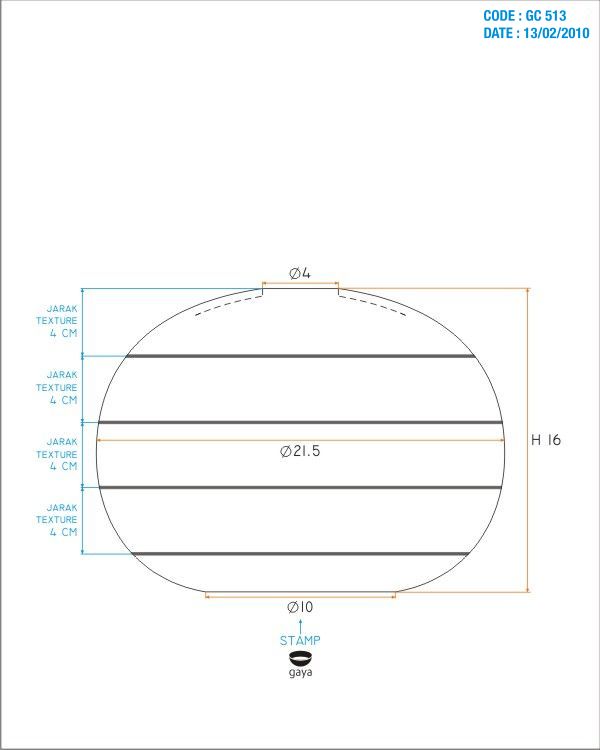 CODE : GC 513
DATE : 13/02/2010
Ø4
JARAK
TEXTURE
4 CM
JARAK
TEXTURE
4 CM
H 16
JARAK
TEXTURE
4 CM
Ø21.5
JARAK
TEXTURE
4 CM
Ø10
STAMP
gaya